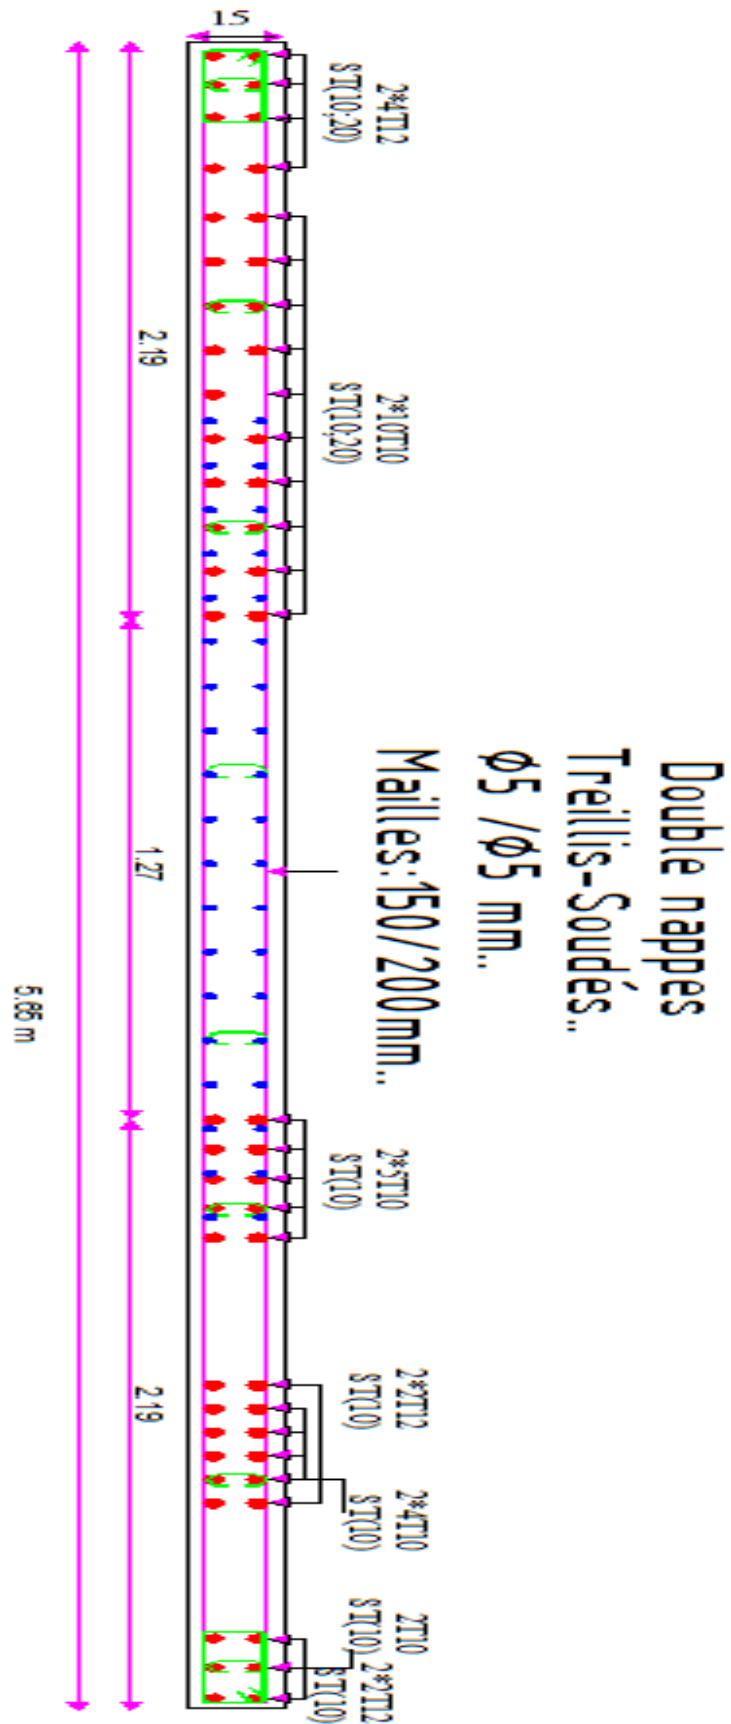 15
2*4T12
ST(10;20)
2.19
2*10T10
ST(10;20)
Double nappes
Treillis-Soudés..
ϕ5 /ϕ5 mm..
Mailles:150/200mm..
1.27
5.66 m
2*5T10
ST(10)
2.19
2*2T12
ST(10)
2*4T10
ST(10)
2T10
ST(10)
2*2T12
ST(10)